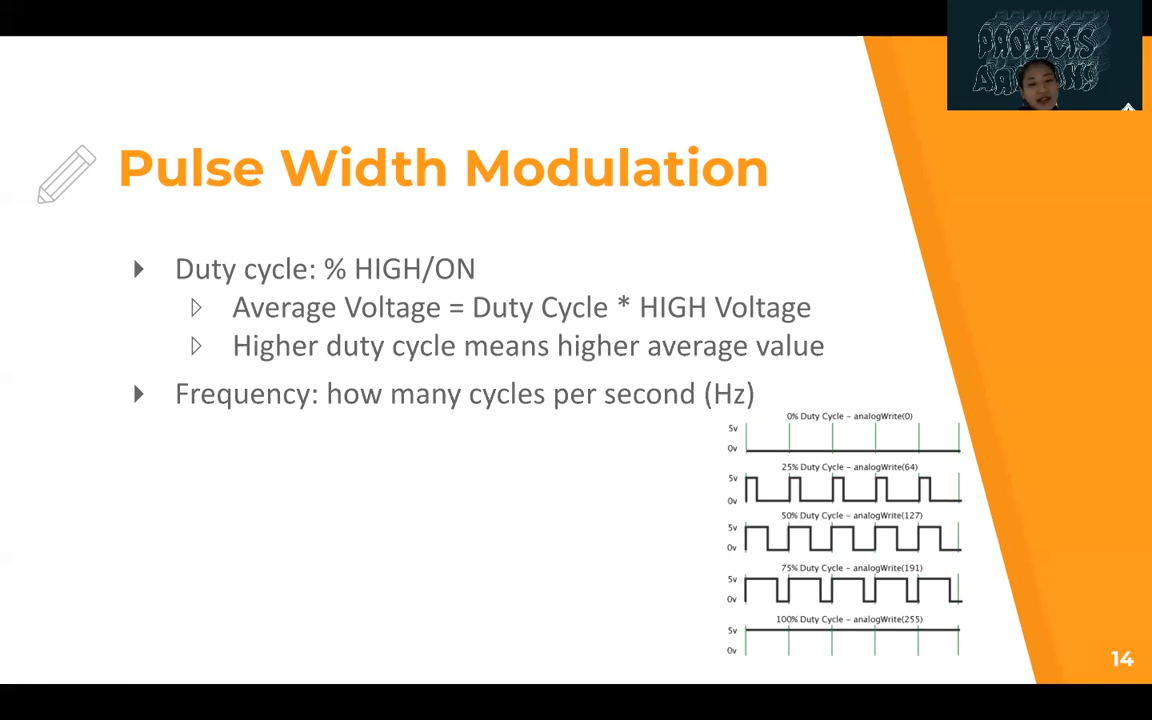 PROJECTS
Pulse Width Modulation
Duty cycle: % HIGH/ON
Average Voltage = Duty Cycle * HIGH Voltage
Higher duty cycle means higher average value
Frequency: how many cycles per second (Hz)
0% Duty Cycle – analogWrite(0)
5v
0v
25% Duty Cycle – analogWrite(64)
5v
0v
50% Duty Cycle – analogWrite(127)
5v
0v
75% Duty Cycle – analogWrite(191)
5v
0v
100% Duty Cycle – analogWrite(255)
5v
0v
14